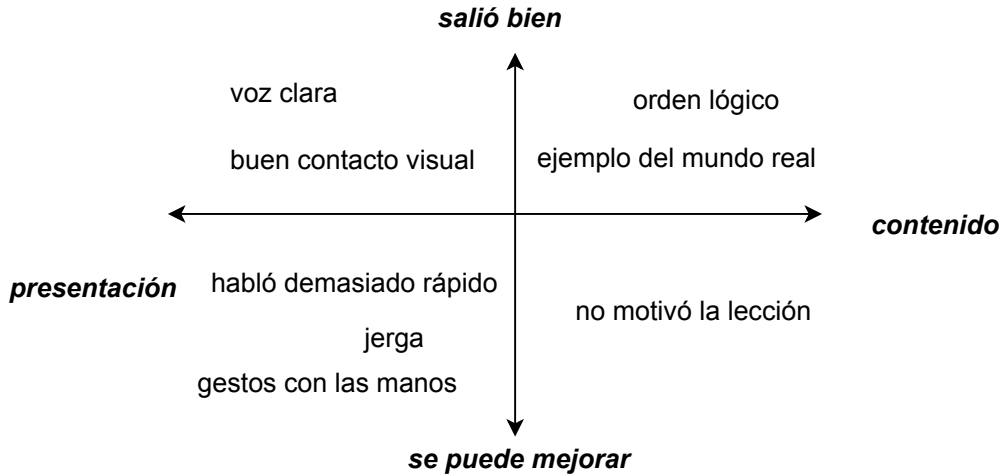 salió bien
voz clara
orden lógico
buen contacto visual
ejemplo del mundo real
contenido
presentación
habló demasiado rápido
no motivó la lección
jerga
gestos con las manos
se puede mejorar